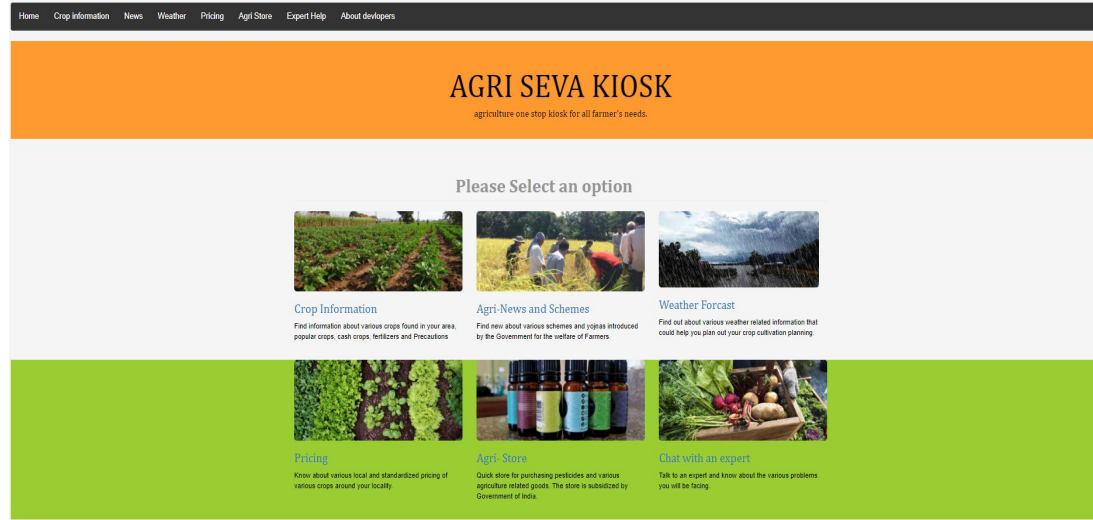 Home Crop information News Weather Pricing Agri Store Expert Help About devlopers
AGRI SEVA KIOSK
agriculture one stop kiosk for all farmer's needs.
Please Select an option
Crop Information
Find information about various crops found in your area,
popular crops, cash crops, fertilizers and Precautions
Agri-News and Schemes
Find new about various schemes and yojnas introduced
by the Government for the welfare of Farmers.
Weather Forcast
Find out about various weather related information that
could help you plan out your crop cultivation planning.
Pricing
Know about various local and standardized pricing of
various crops around your locality.
Agri- Store
Quick store for purchasing pesticides and various
agriculture related goods. The store is subsidized by
Government of India.
Chat with an expert
Talk to an expert and know about the various problems
you will be facing.